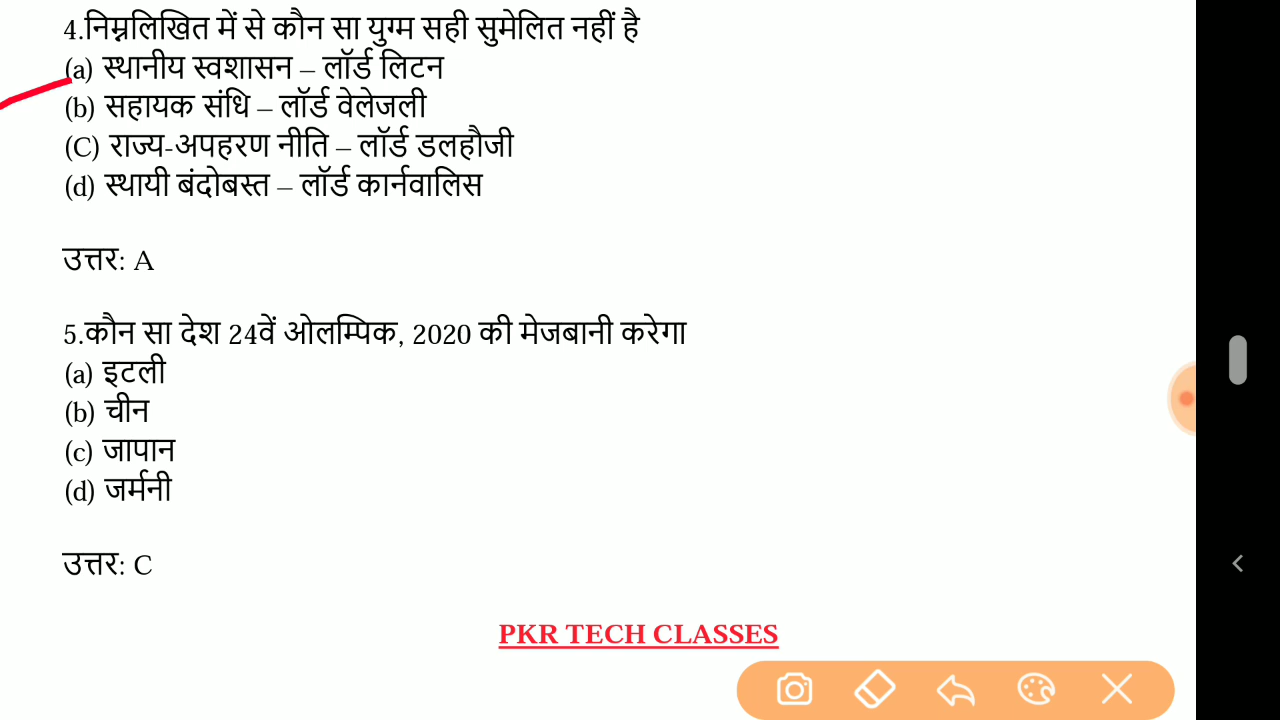 4.निम्नलिखित में से कौन सा युग्म सही सुमेलित नहीं है
(a) स्थानीय स्वशासन – लॉर्ड लिटन
(b) सहायक संधि – लॉर्ड वेलेजली
(C) राज्य-अपहरण नीति – लॉर्ड डलहौजी
(d) स्थायी बंदोबस्त – लॉर्ड कार्नवालिस
उत्तर: A
5.कौन सा देश 24वें ओलम्पिक, 2020 की मेजबानी करेगा
(a) इटली
(b) चीन
(c) जापान
(d) जर्मनी
उत्तर: C
PKR TECH CLASSES